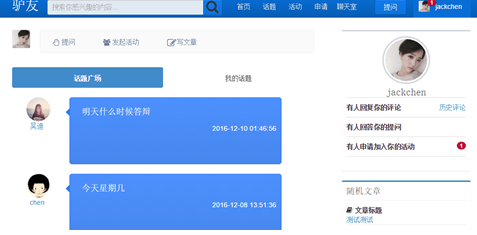 驴友 搜索你感兴趣的内容... 首页 话题 活动 申请 聊天室 提问 1 jackchen
提问 发起活动 写文章
话题广场 我的话题
明天什么时候答辩
吴迪
2016-12-10 01:46:56
今天星期几
chen
2016-12-08 13:51:36
jackchen
有人回复你的评论 历史评论
有人回答你的提问
有人申请加入你的活动 1
随机文章
文章标题
测试测试